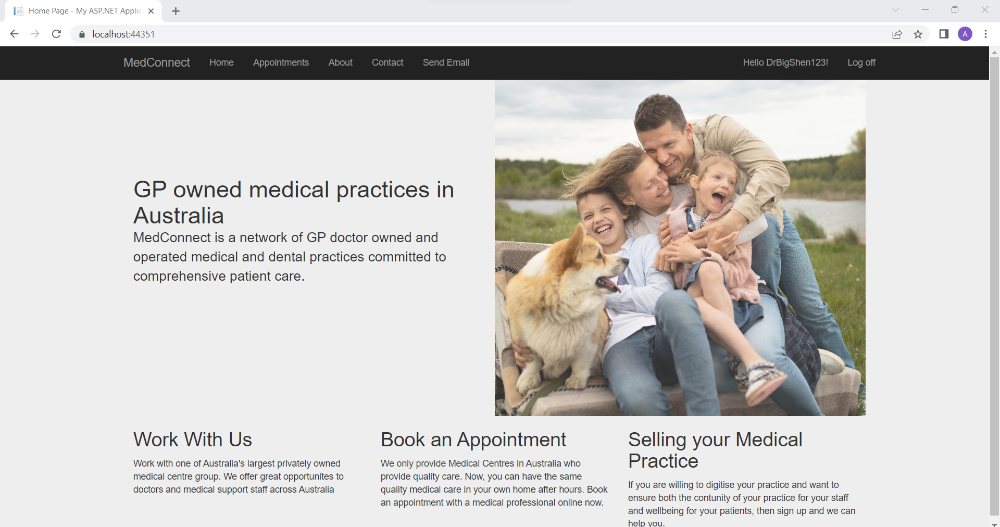 Home Page - My ASP.NET Applic
localhost:44351
A
MedConnect Home Appointments About Contact Send Email Hello DrBigShen123! Log off
GP owned medical practices in
Australia
MedConnect is a network of GP doctor owned and
operated medical and dental practices committed to
comprehensive patient care.
Work With Us
Work with one of Australia's largest privately owned
medical centre group. We offer great opportunites to
doctors and medical support staff across Australia
Book an Appointment
We only provide Medical Centres in Australia who
provide quality care. Now, you can have the same
quality medical care in your own home after hours. Book
an appointment with a medical professional online now.
Selling your Medical
Practice
If you are willing to digitise your practice and want to
ensure both the contunity of your practice for your staff
and wellbeing for your patients, then sign up and we can
help you.